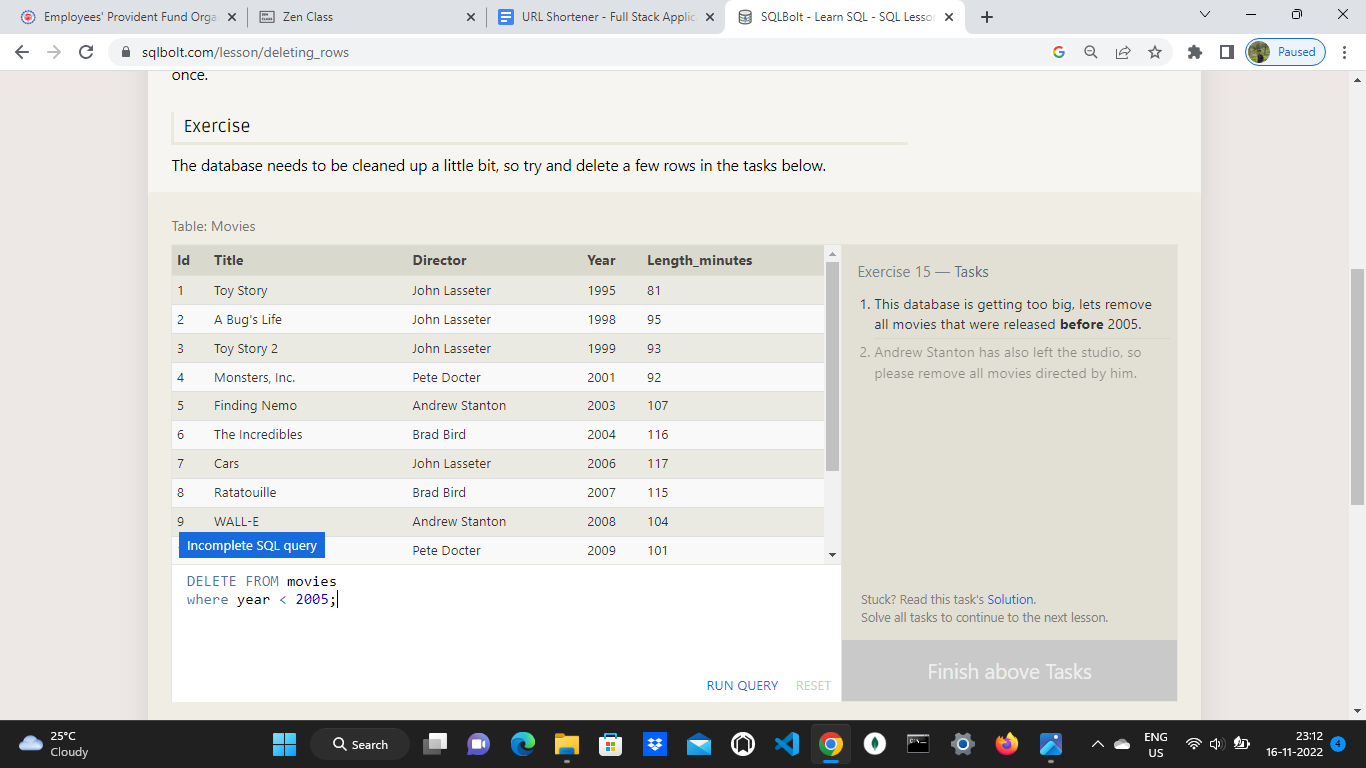 Employees' Provident Fund Orga
Zen Class
URL Shortener - Full Stack Applic
SQLBolt - Learn SQL - SQL Lesson
sqlbolt.com/lesson/deleting_rows
Paused
once.
Exercise
The database needs to be cleaned up a little bit, so try and delete a few rows in the tasks below.
Table: Movies
Id Title Director Year Length_minutes
1 Toy Story John Lasseter 1995 81
2 A Bug's Life John Lasseter 1998 95
3 Toy Story 2 John Lasseter 1999 93
4 Monsters, Inc. Pete Docter 2001 92
5 Finding Nemo Andrew Stanton 2003 107
6 The Incredibles Brad Bird 2004 116
7 Cars John Lasseter 2006 117
8 Ratatouille Brad Bird 2007 115
9 WALL-E Andrew Stanton 2008 104
Pete Docter 2009 101
Incomplete SQL query
DELETE FROM movies
where year < 2005;
RUN QUERY RESET
Exercise 15 — Tasks
1. This database is getting too big, lets remove
all movies that were released before 2005.
2. Andrew Stanton has also left the studio, so
please remove all movies directed by him.
Stuck? Read this task's Solution.
Solve all tasks to continue to the next lesson.
Finish above Tasks
25°C
Cloudy
Search
ENG
US
23:12
16-11-2022
4